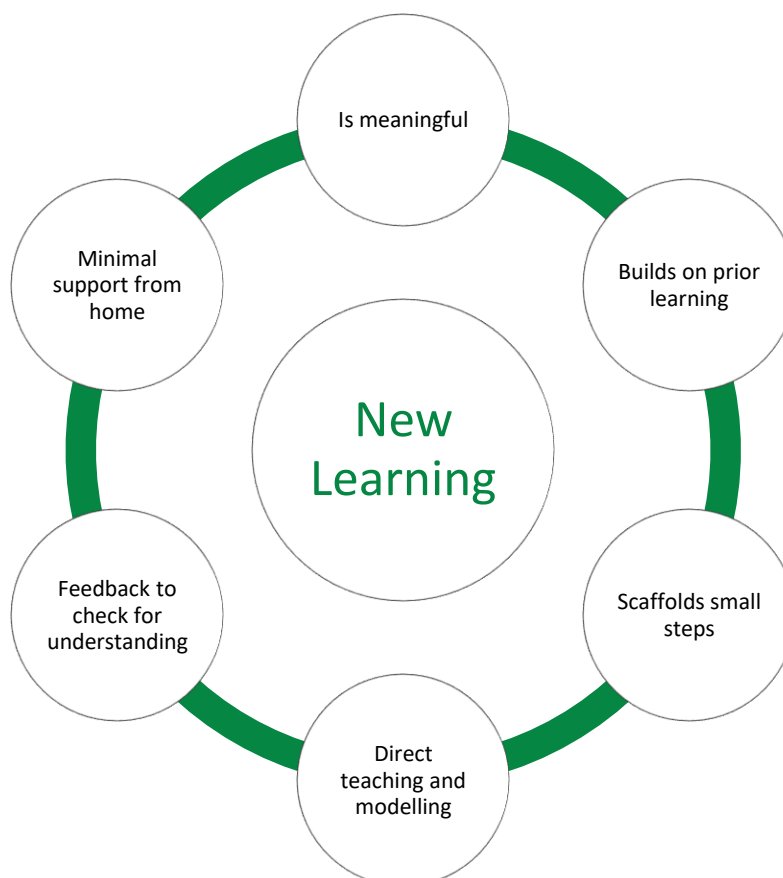 Is meaningful
Builds on prior
learning
Scaffolds small
steps
Direct
teaching and
modelling
Feedback to
check for
understanding
Minimal
support from
home
New
Learning